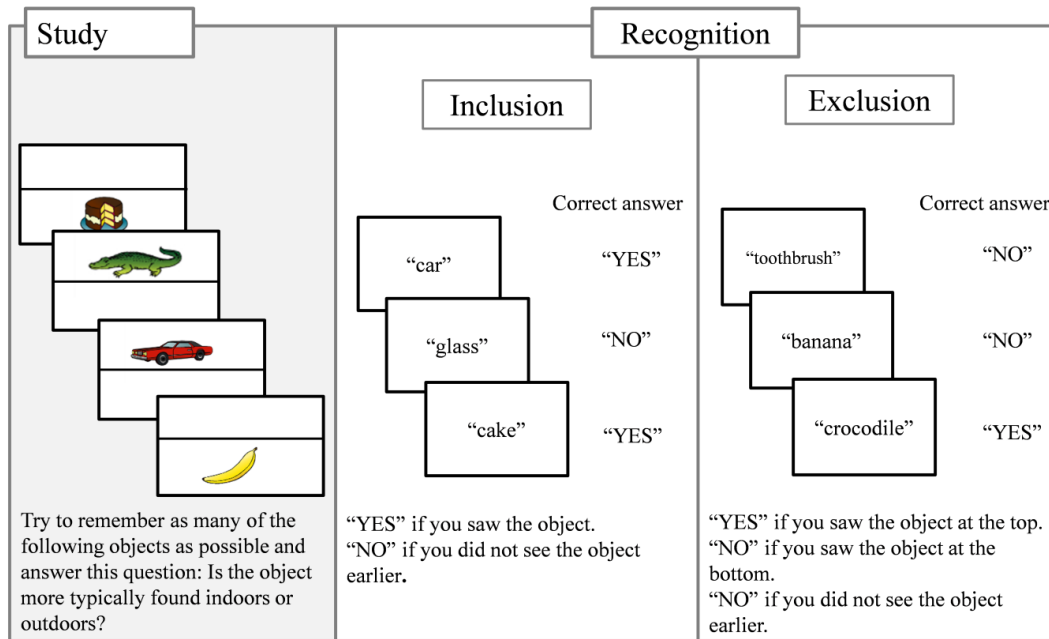 Study
Recognition
Inclusion
Exclusion
Try to remember as many of the
following objects as possible and
answer this question: Is the object
more typically found indoors or
outdoors?
Correct answer
“car”
“YES”
“glass”
“NO”
“cake”
“YES”
“YES” if you saw the object.
“NO” if you did not see the object
earlier.
Correct answer
“toothbrush”
“NO”
“banana”
“NO”
“crocodile”
“YES”
“YES” if you saw the object at the top.
“NO” if you saw the object at the
bottom.
“NO” if you did not see the object
earlier.